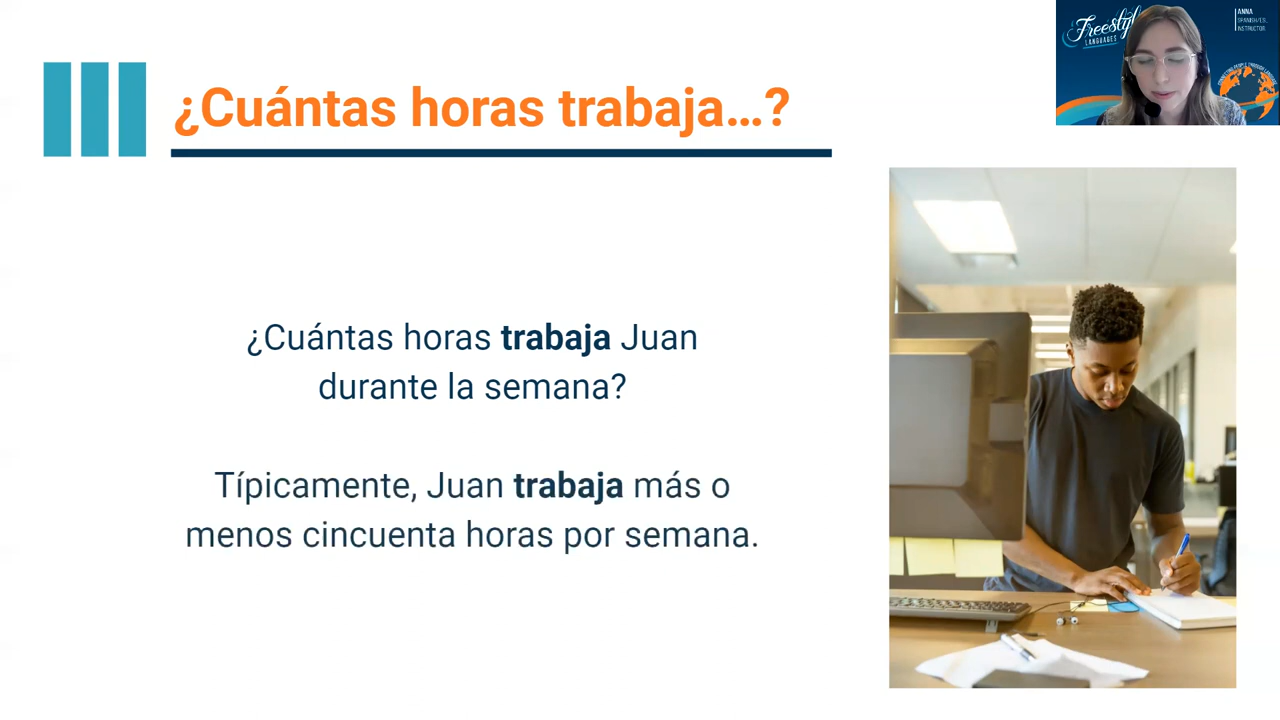 ¿Cuántas horas trabaja...?
¿Cuántas horas trabaja Juan
durante la semana?
Típicamente, Juan trabaja más o
menos cincuenta horas por semana.
Freestyle
LANGUAGES
ANNA
INSTRUCTOR